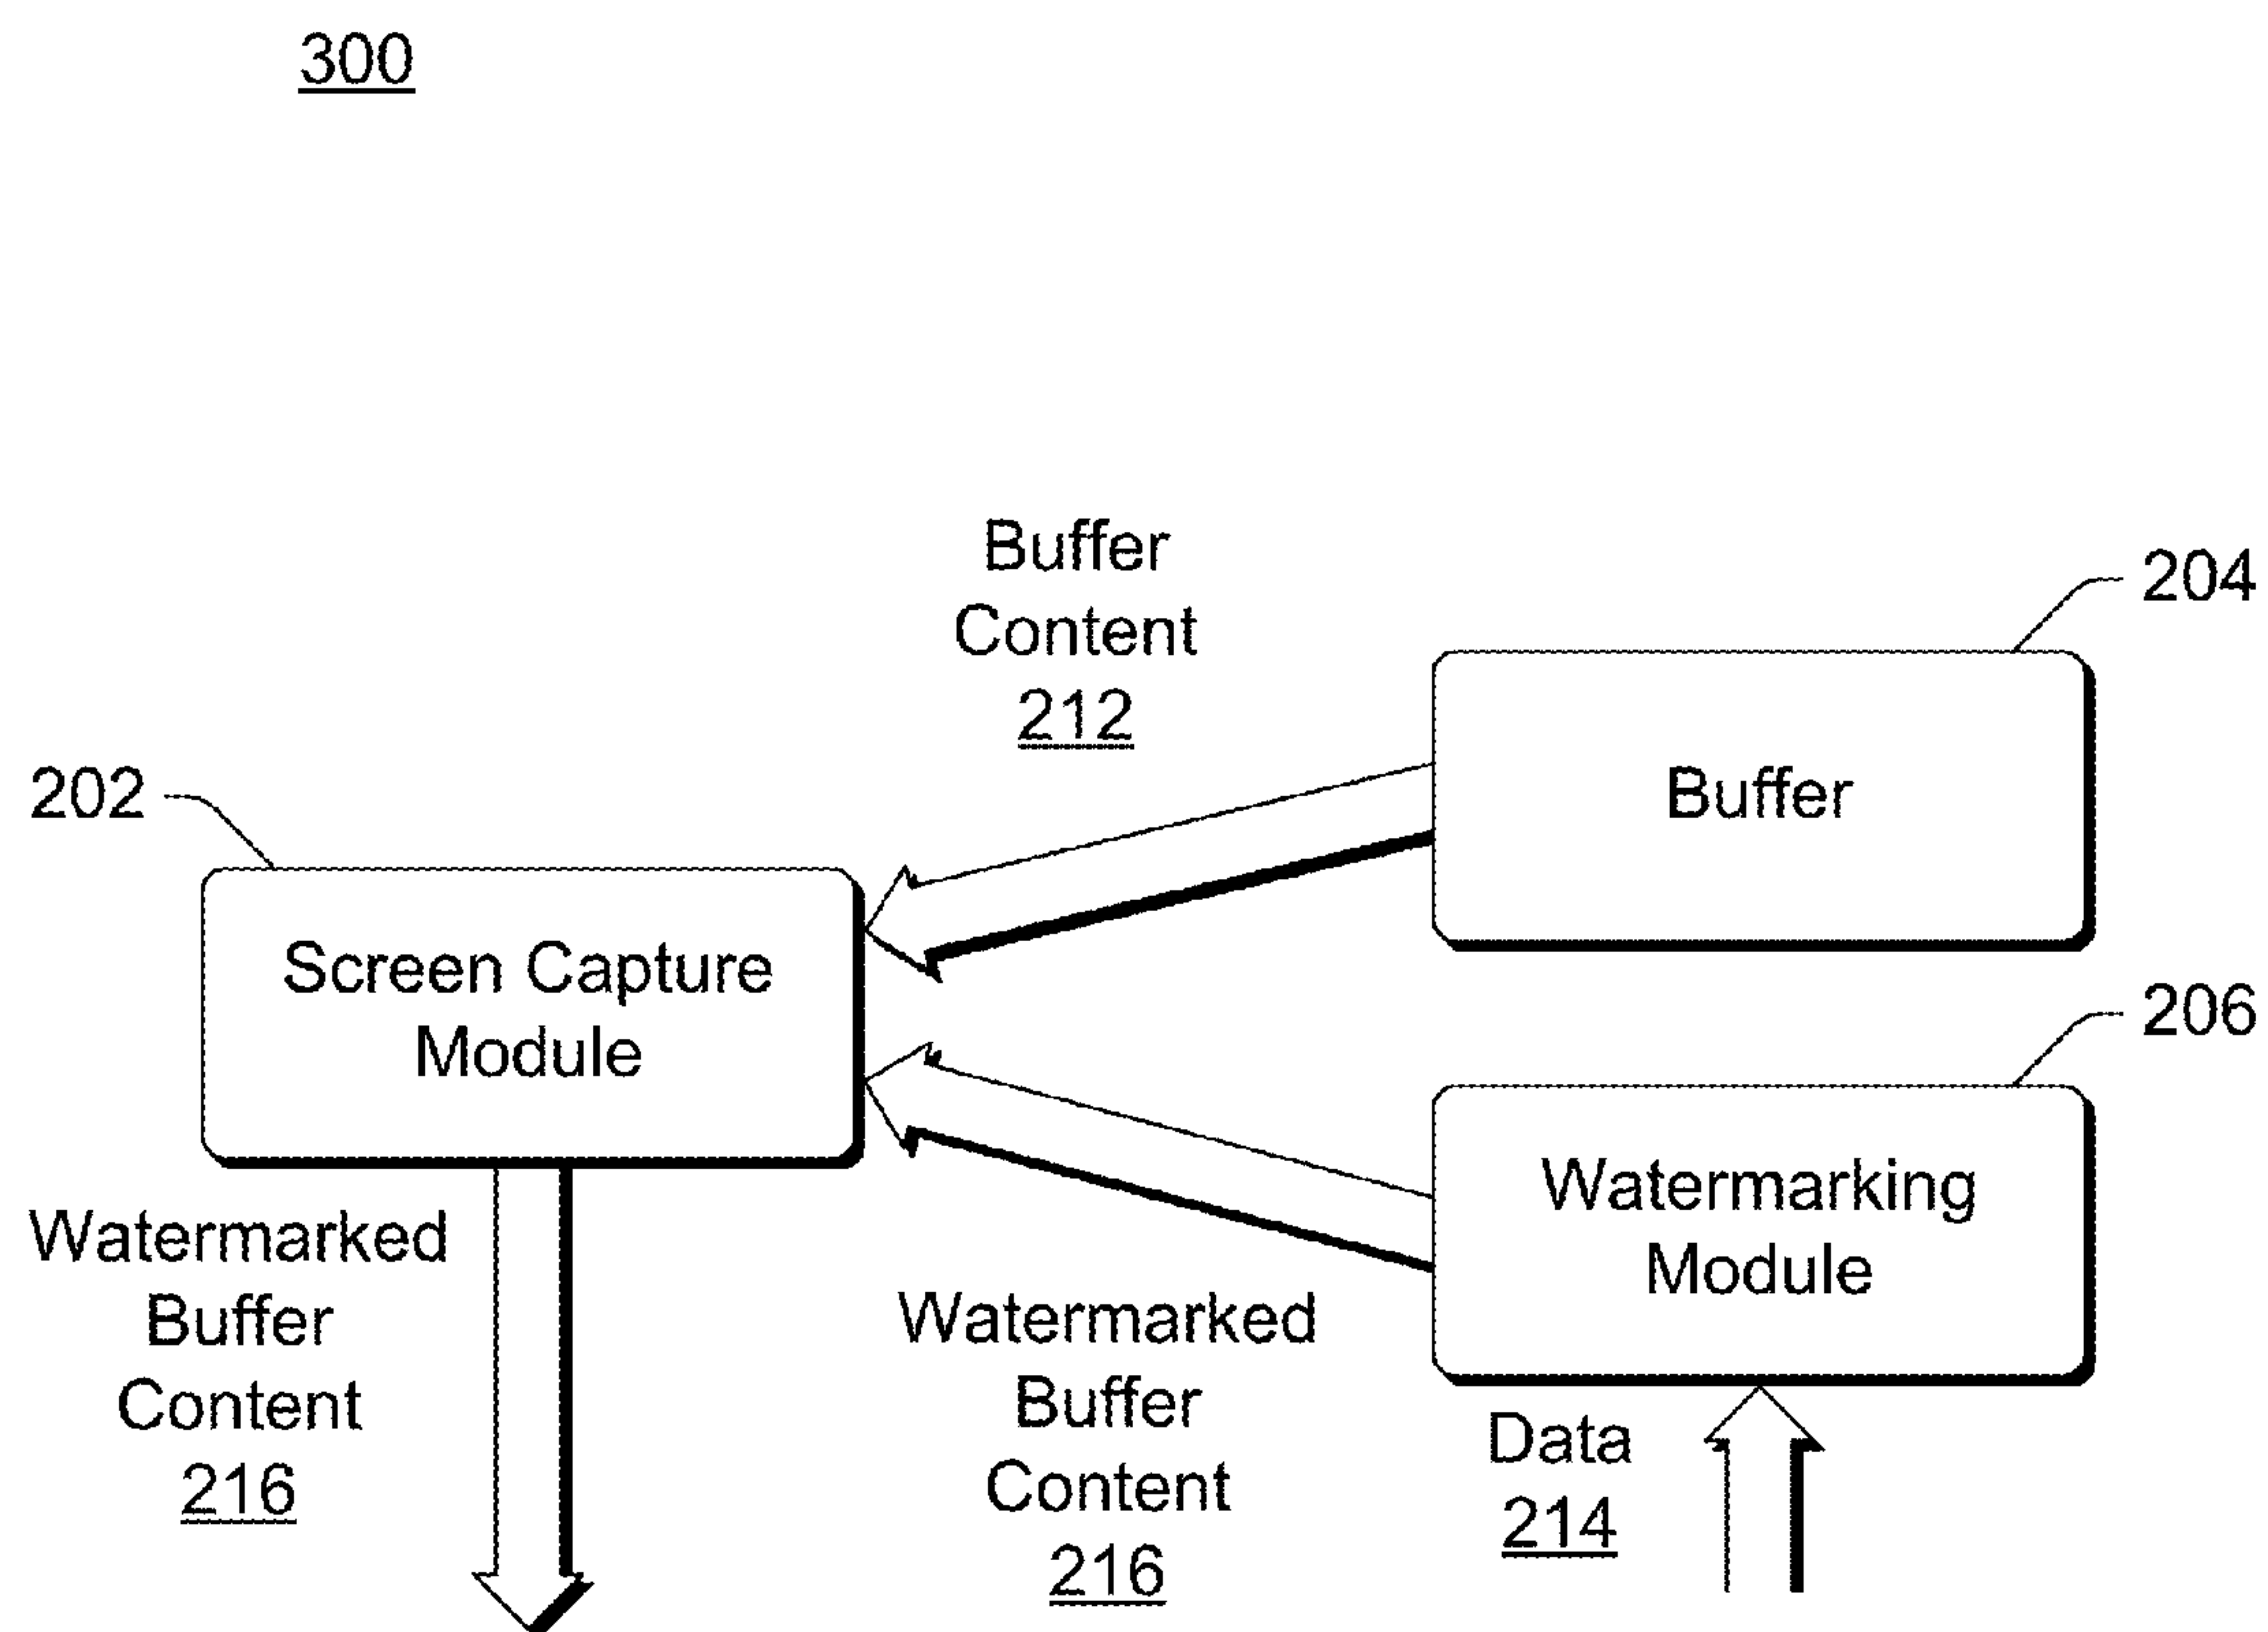 300
Buffer
Content
212
204
Buffer
202
Screen Capture
Module
206
Watermarking
Module
Watermarked
Buffer
Content
216
Watermarked
Buffer
Content
216
Data
214